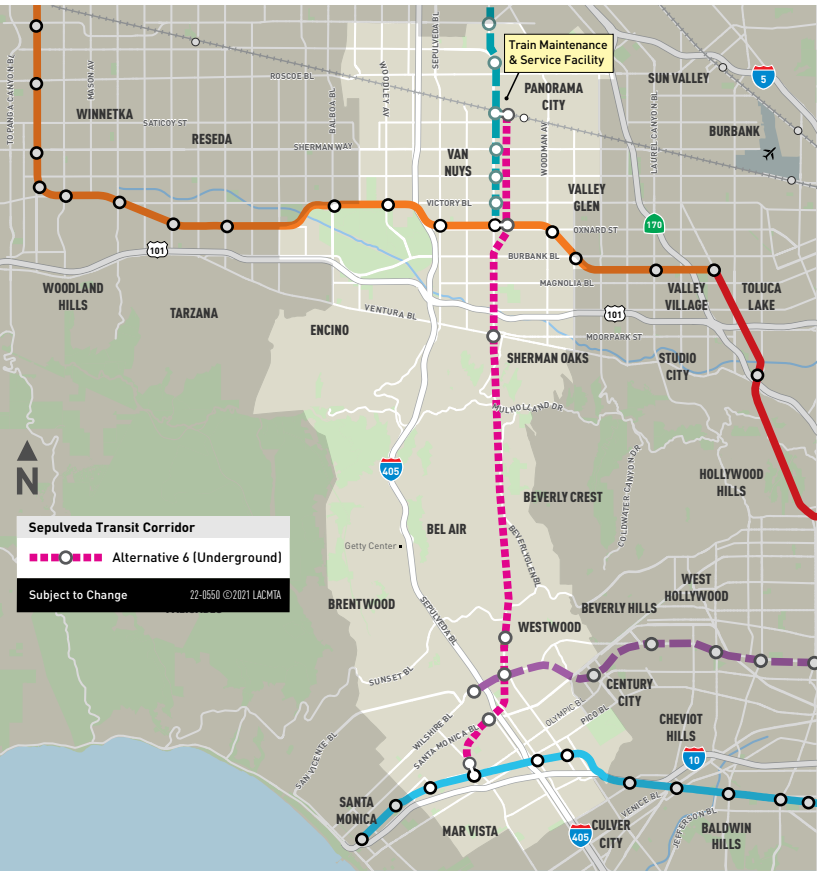 TOPANGA CANYON BL
MASON AV
WINNETKA
ROSCOE BL
SATICOY ST
RESEDA
BALBOA BL
SHERMAN WAY
WOODLEY AV
SEPULVEDA BL
Train Maintenance
& Service Facility
PANORAMA
CITY
SUN VALLEY
5
LAUREL CANYON BL
BURBANK
VAN
NUYS
WOODMAN AV
VALLEY
GLEN
VICTORY BL
OXNARD ST
170
101
BURBANK BL
MAGNOLIA BL
WOODLAND
HILLS
TARZANA
VENTURA BL
ENCINO
101
VALLEY
VILLAGE
TOLUCA
LAKE
MOORPARK ST
SHERMAN OAKS
STUDIO
CITY
MULHOLLAND DR
N
405
COLDWATER CANYON DR
HOLLYWOOD
HILLS
BEVERLY CREST
Sepulveda Transit Corridor
Alternative 6 (Underground)
Subject to Change
22-0550 ©2021 LACMTA
BEL AIR
Getty Center
BEVERLY GLEN BL
BRENTWOOD
SEPULVEDA BL
WEST
HOLLYWOOD
BEVERLY HILLS
WESTWOOD
SUNSET BL
CENTURY
CITY
OLYMPIC BL
PICO BL
WILSHIRE BL
SANTA MONICA BL
CHEVIOT
HILLS
SAN VICENTE BL
10
SANTA
MONICA
VENICE BL
JEFFERSON BL
MAR VISTA
405
CULVER
CITY
BALDWIN
HILLS